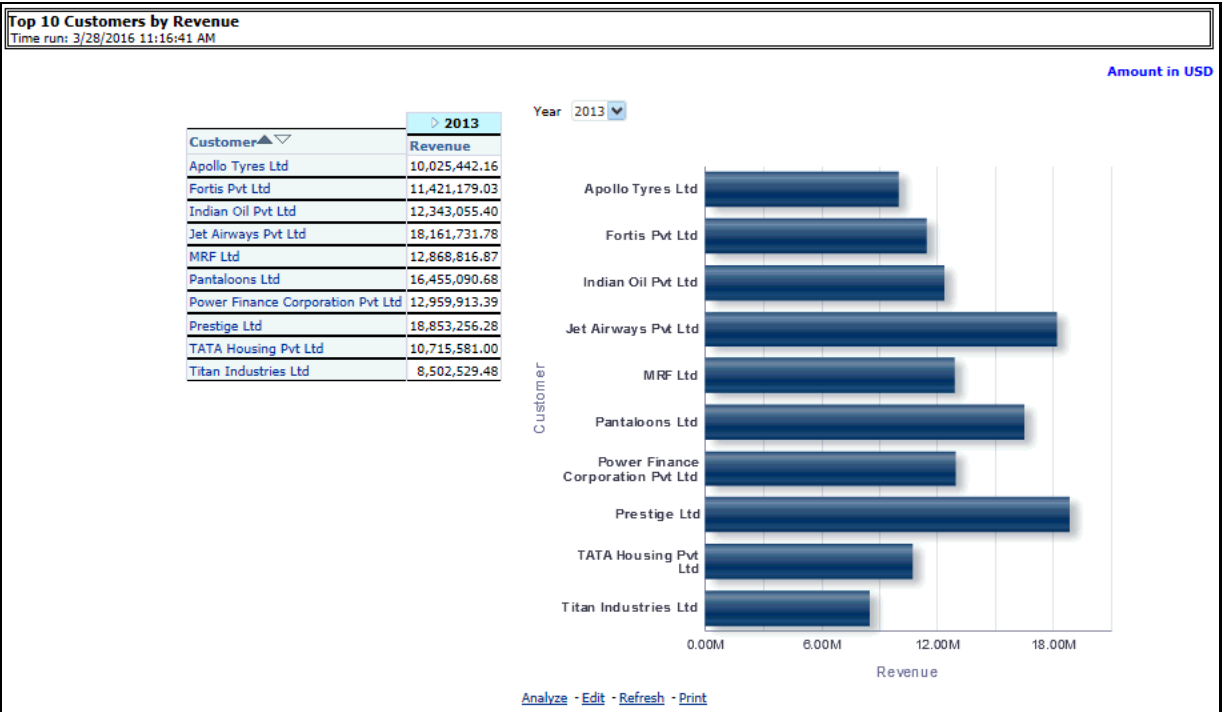 Top 10 Customers by Revenue
Time run: 3/28/2016 11:16:41 AM
Amount in USD
Year 2013
2013
Customer Revenue
Apollo Tyres Ltd 10,025,442.16
Fortis Pvt Ltd 11,421,179.03
Indian Oil Pvt Ltd 12,343,055.40
Jet Airways Pvt Ltd 18,161,731.78
MRF Ltd 12,868,816.87
Pantaloons Ltd 16,455,090.68
Power Finance Corporation Pvt Ltd 12,959,913.39
Prestige Ltd 18,853,256.28
TATA Housing Pvt Ltd 10,715,581.00
Titan Industries Ltd 8,502,529.48
Customer
Apollo Tyres Ltd
Fortis Pvt Ltd
Indian Oil Pvt Ltd
Jet Airways Pvt Ltd
MRF Ltd
Pantaloons Ltd
Power Finance
Corporation Pvt Ltd
Prestige Ltd
TATA Housing Pvt
Ltd
Titan Industries Ltd
0.00M 6.00M 12.00M 18.00M
Revenue
Analyze - Edit - Refresh - Print